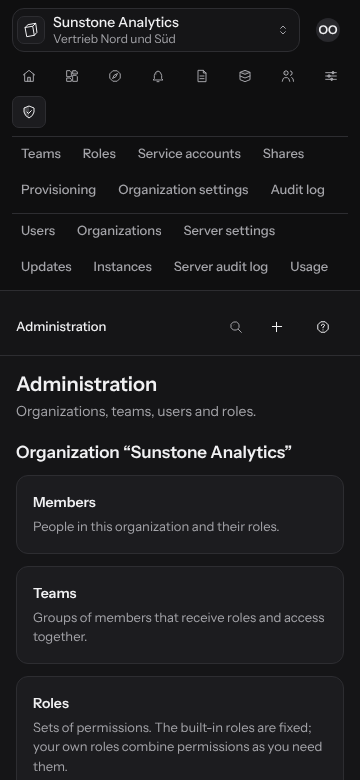 Sunstone Analytics
Vertrieb Nord und Süd
OO
Teams Roles Service accounts Shares
Provisioning Organization settings Audit log
Users Organizations Server settings
Updates Instances Server audit log Usage
Administration
Administration
Organizations, teams, users and roles.
Organization “Sunstone Analytics”
Members
People in this organization and their roles.
Teams
Groups of members that receive roles and access
together.
Roles
Sets of permissions. The built-in roles are fixed;
your own roles combine permissions as you need
them.